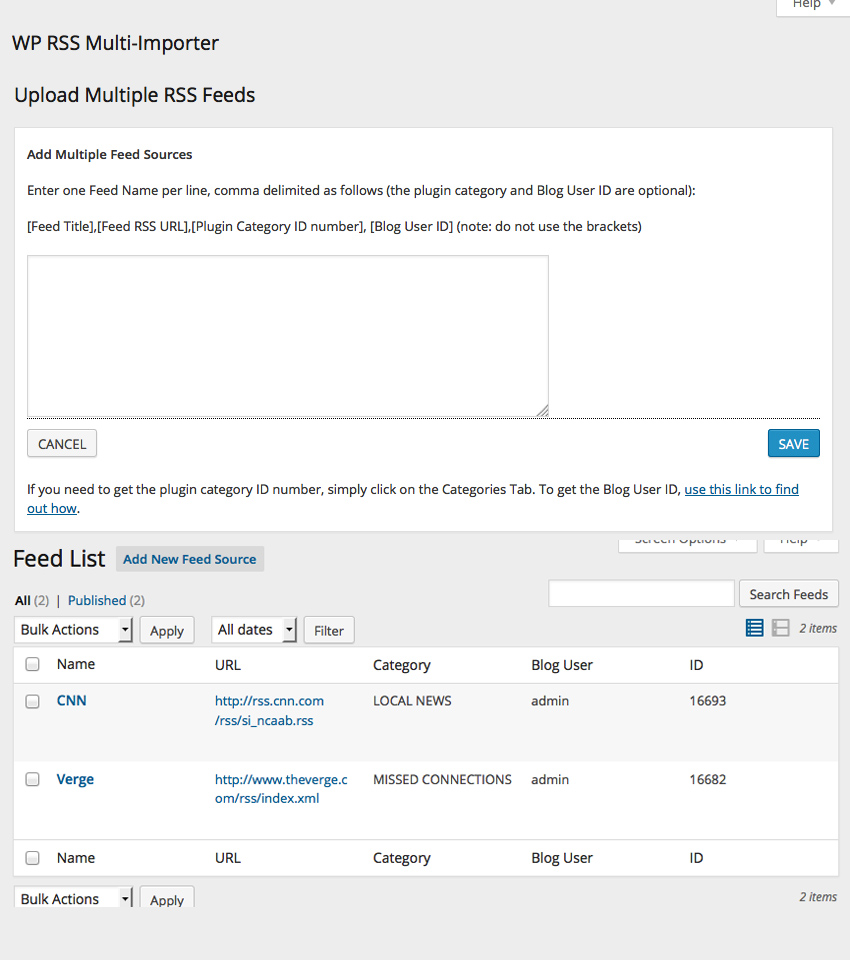 Help
WP RSS Multi-Importer
Upload Multiple RSS Feeds
Add Multiple Feed Sources
Enter one Feed Name per line, comma delimited as follows (the plugin category and Blog User ID are optional):
[Feed Title],[Feed RSS URL],[Plugin Category ID number], [Blog User ID] (note: do not use the brackets)
CANCEL
SAVE
If you need to get the plugin category ID number, simply click on the Categories Tab. To get the Blog User ID, use this link to find
out how.
Feed List
Add New Feed Source
Screen Options
Help
All (2) | Published (2)
Search Feeds
Bulk Actions
Apply
All dates
Filter
2 items
Name URL Category Blog User ID
CNN http://rss.cnn.com LOCAL NEWS admin 16693
/rss/si_ncaab.rss
Verge http://www.theverge.c MISSED CONNECTIONS admin 16682
om/rss/index.xml
Name URL Category Blog User ID
Bulk Actions
Apply
2 items